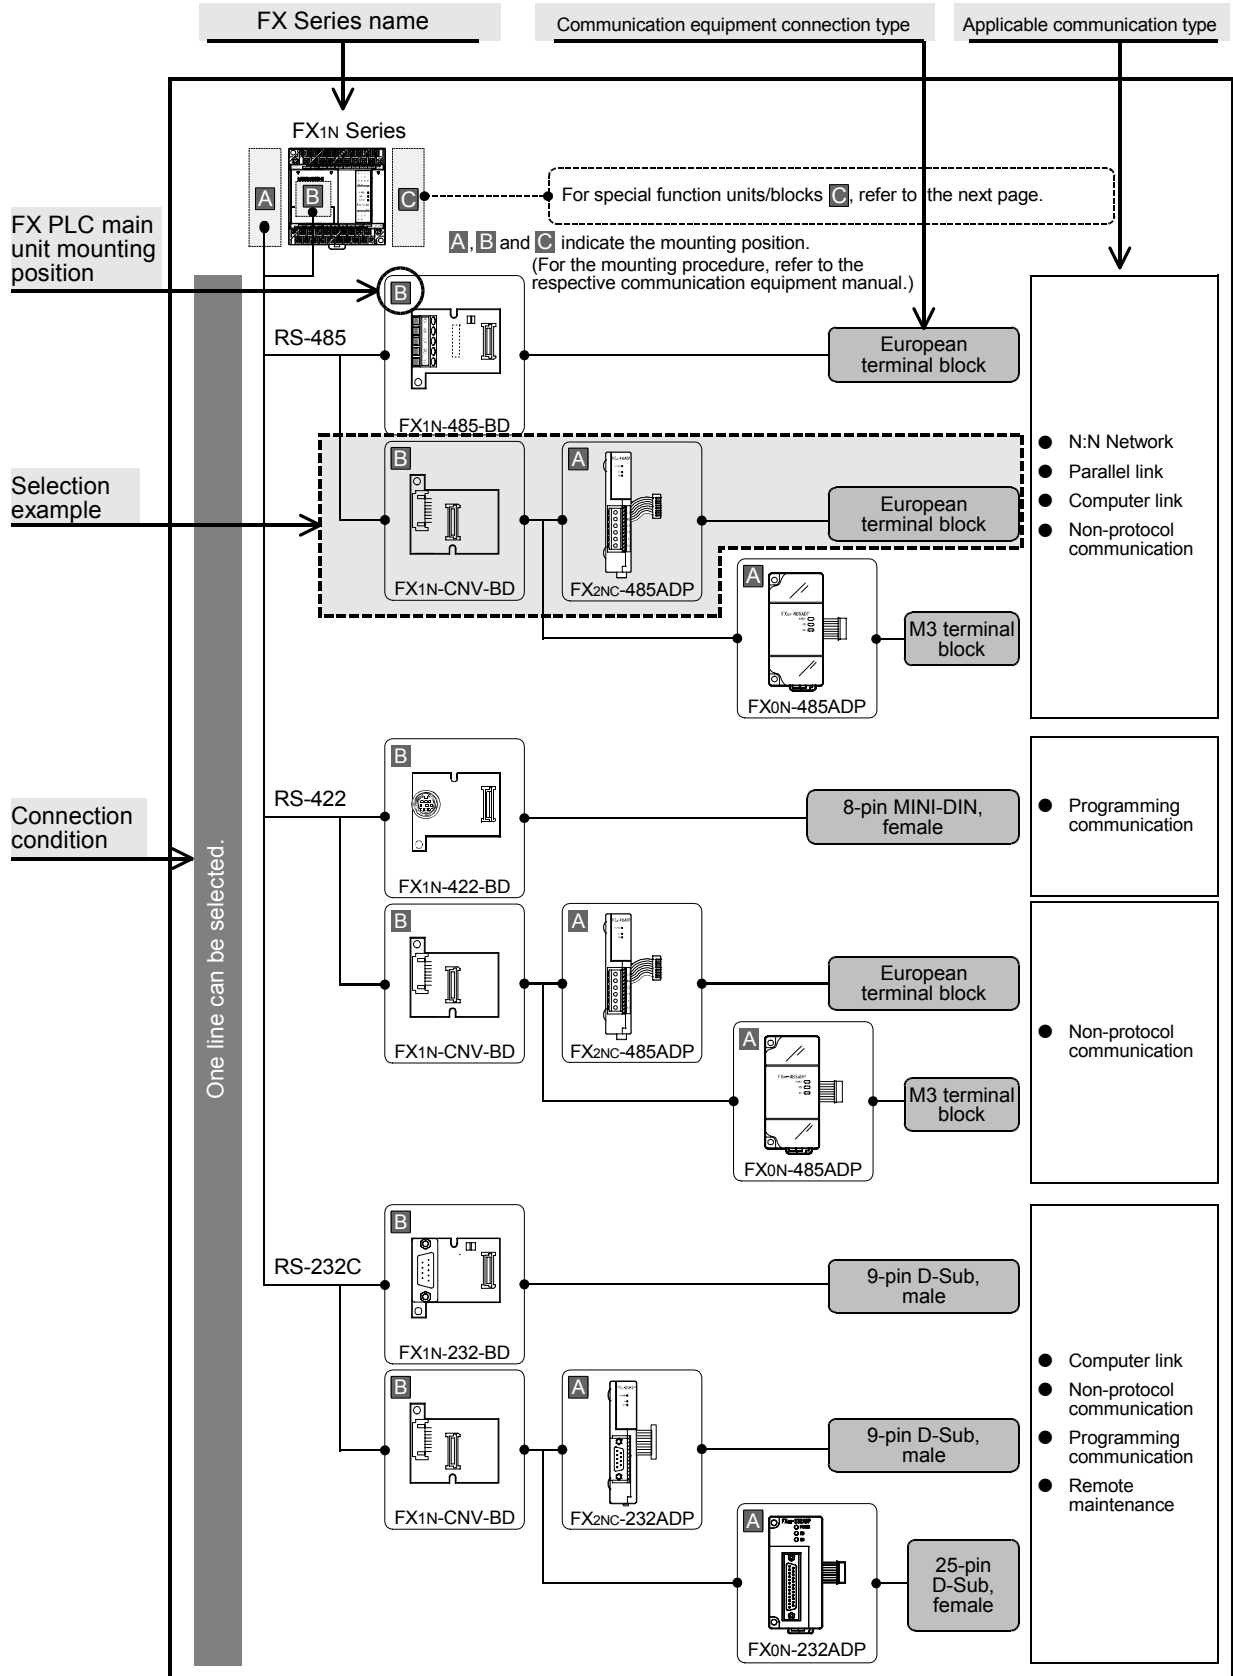 FX Series name
Communication equipment connection type
Applicable communication type
FX1N Series
A
B
C
For special function units/blocks C, refer to the next page.
FX PLC main
unit mounting
position
A, B and C indicate the mounting position.
(For the mounting procedure, refer to the
respective communication equipment manual.)
B
RS-485
European
terminal block
FX1N-485-BD
Selection
example
B
A
European
terminal block
FX1N-CNV-BD
FX2NC-485ADP
A
M3 terminal
block
FX0N-485ADP
● N:N Network
● Parallel link
● Computer link
● Non-protocol
communication
Connection
condition
One line can be selected.
B
RS-422
8-pin MINI-DIN,
female
FX1N-422-BD
● Programming
communication
B
A
European
terminal block
FX1N-CNV-BD
FX2NC-485ADP
A
M3 terminal
block
FX0N-485ADP
● Non-protocol
communication
B
RS-232C
9-pin D-Sub,
male
FX1N-232-BD
B
A
9-pin D-Sub,
male
FX1N-CNV-BD
FX2NC-232ADP
A
25-pin
D-Sub,
female
FX0N-232ADP
● Computer link
● Non-protocol
communication
● Programming
communication
● Remote
maintenance